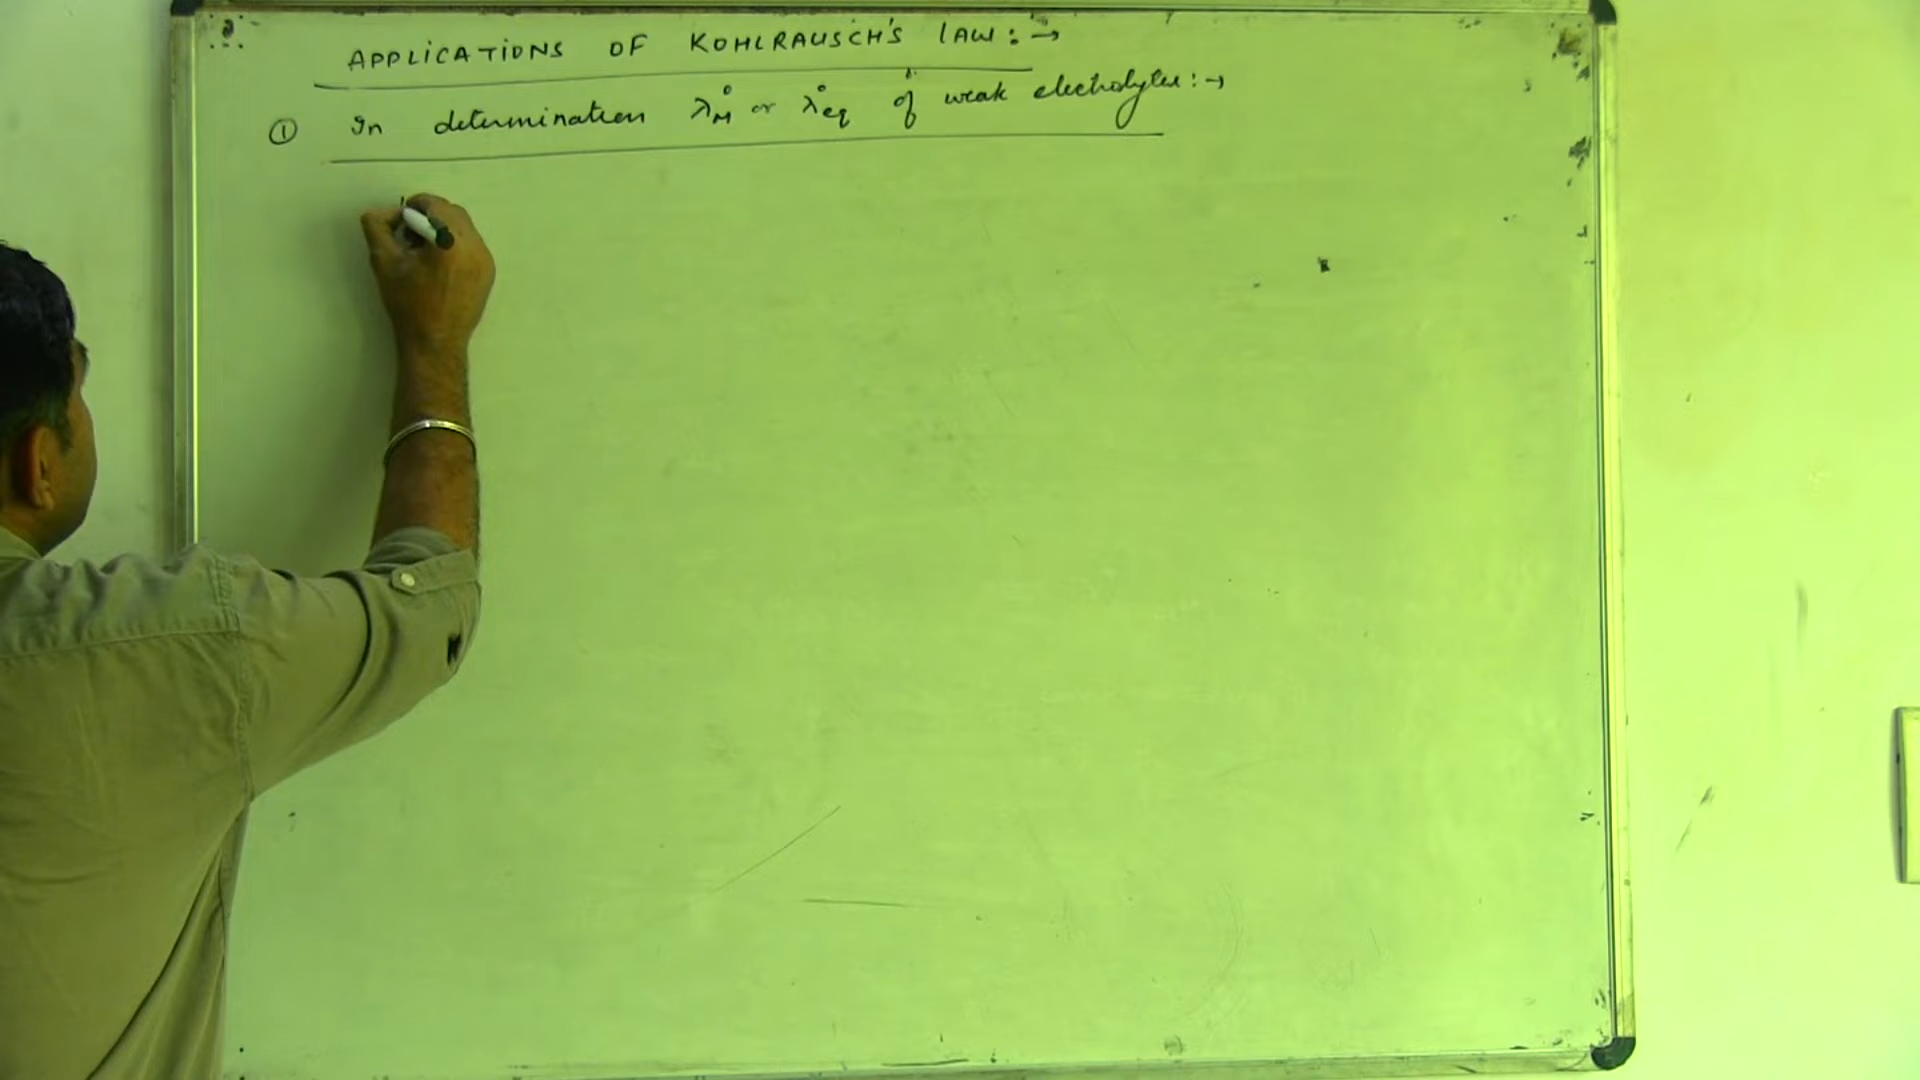 APPLICATIONS OF KOHLRAUSCH'S LAW:→
① In determination λ°M or λ°eq of weak electrolytes:→